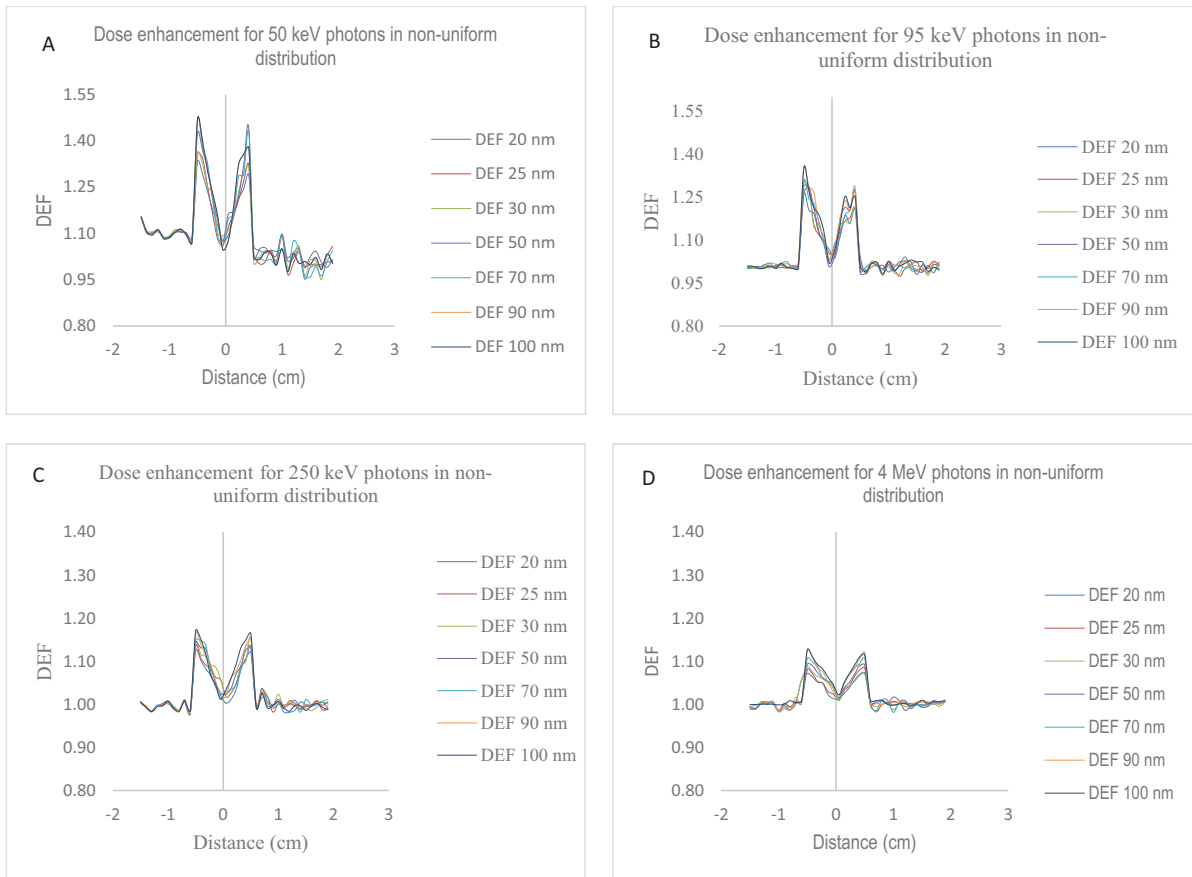 A
Dose enhancement for 50 keV photons in non-uniform
distribution
DEF
1.55
1.40
1.25
1.10
0.95
0.80
-2 -1 0 1 2 3
Distance (cm)
DEF 20 nm
DEF 25 nm
DEF 30 nm
DEF 50 nm
DEF 70 nm
DEF 90 nm
DEF 100 nm
B
Dose enhancement for 95 keV photons in non-
uniform distribution
DEF
1.55
1.40
1.25
1.10
0.95
0.80
-2 -1 0 1 2 3
Distance (cm)
DEF 20 nm
DEF 25 nm
DEF 30 nm
DEF 50 nm
DEF 70 nm
DEF 90 nm
DEF 100 nm
C
Dose enhancement for 250 keV photons in non-
uniform distribution
DEF
1.40
1.30
1.20
1.10
1.00
0.90
0.80
-2 -1 0 1 2 3
Distance (cm)
DEF 20 nm
DEF 25 nm
DEF 30 nm
DEF 50 nm
DEF 70 nm
DEF 90 nm
DEF 100 nm
D
Dose enhancement for 4 MeV photons in non-uniform
distribution
DEF
1.40
1.30
1.20
1.10
1.00
0.90
0.80
-2 -1 0 1 2 3
Distance (cm)
DEF 20 nm
DEF 25 nm
DEF 30 nm
DEF 50 nm
DEF 70 nm
DEF 90 nm
DEF 100 nm